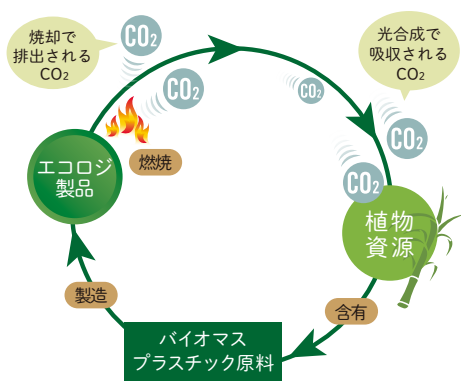 焼却で
排出される
CO2
CO2
光合成で
吸収される
CO2
CO2
CO2
CO2
燃焼
エコロジ
製品
CO2
植物
資源
製造
含有
バイオマス
プラスチック原料